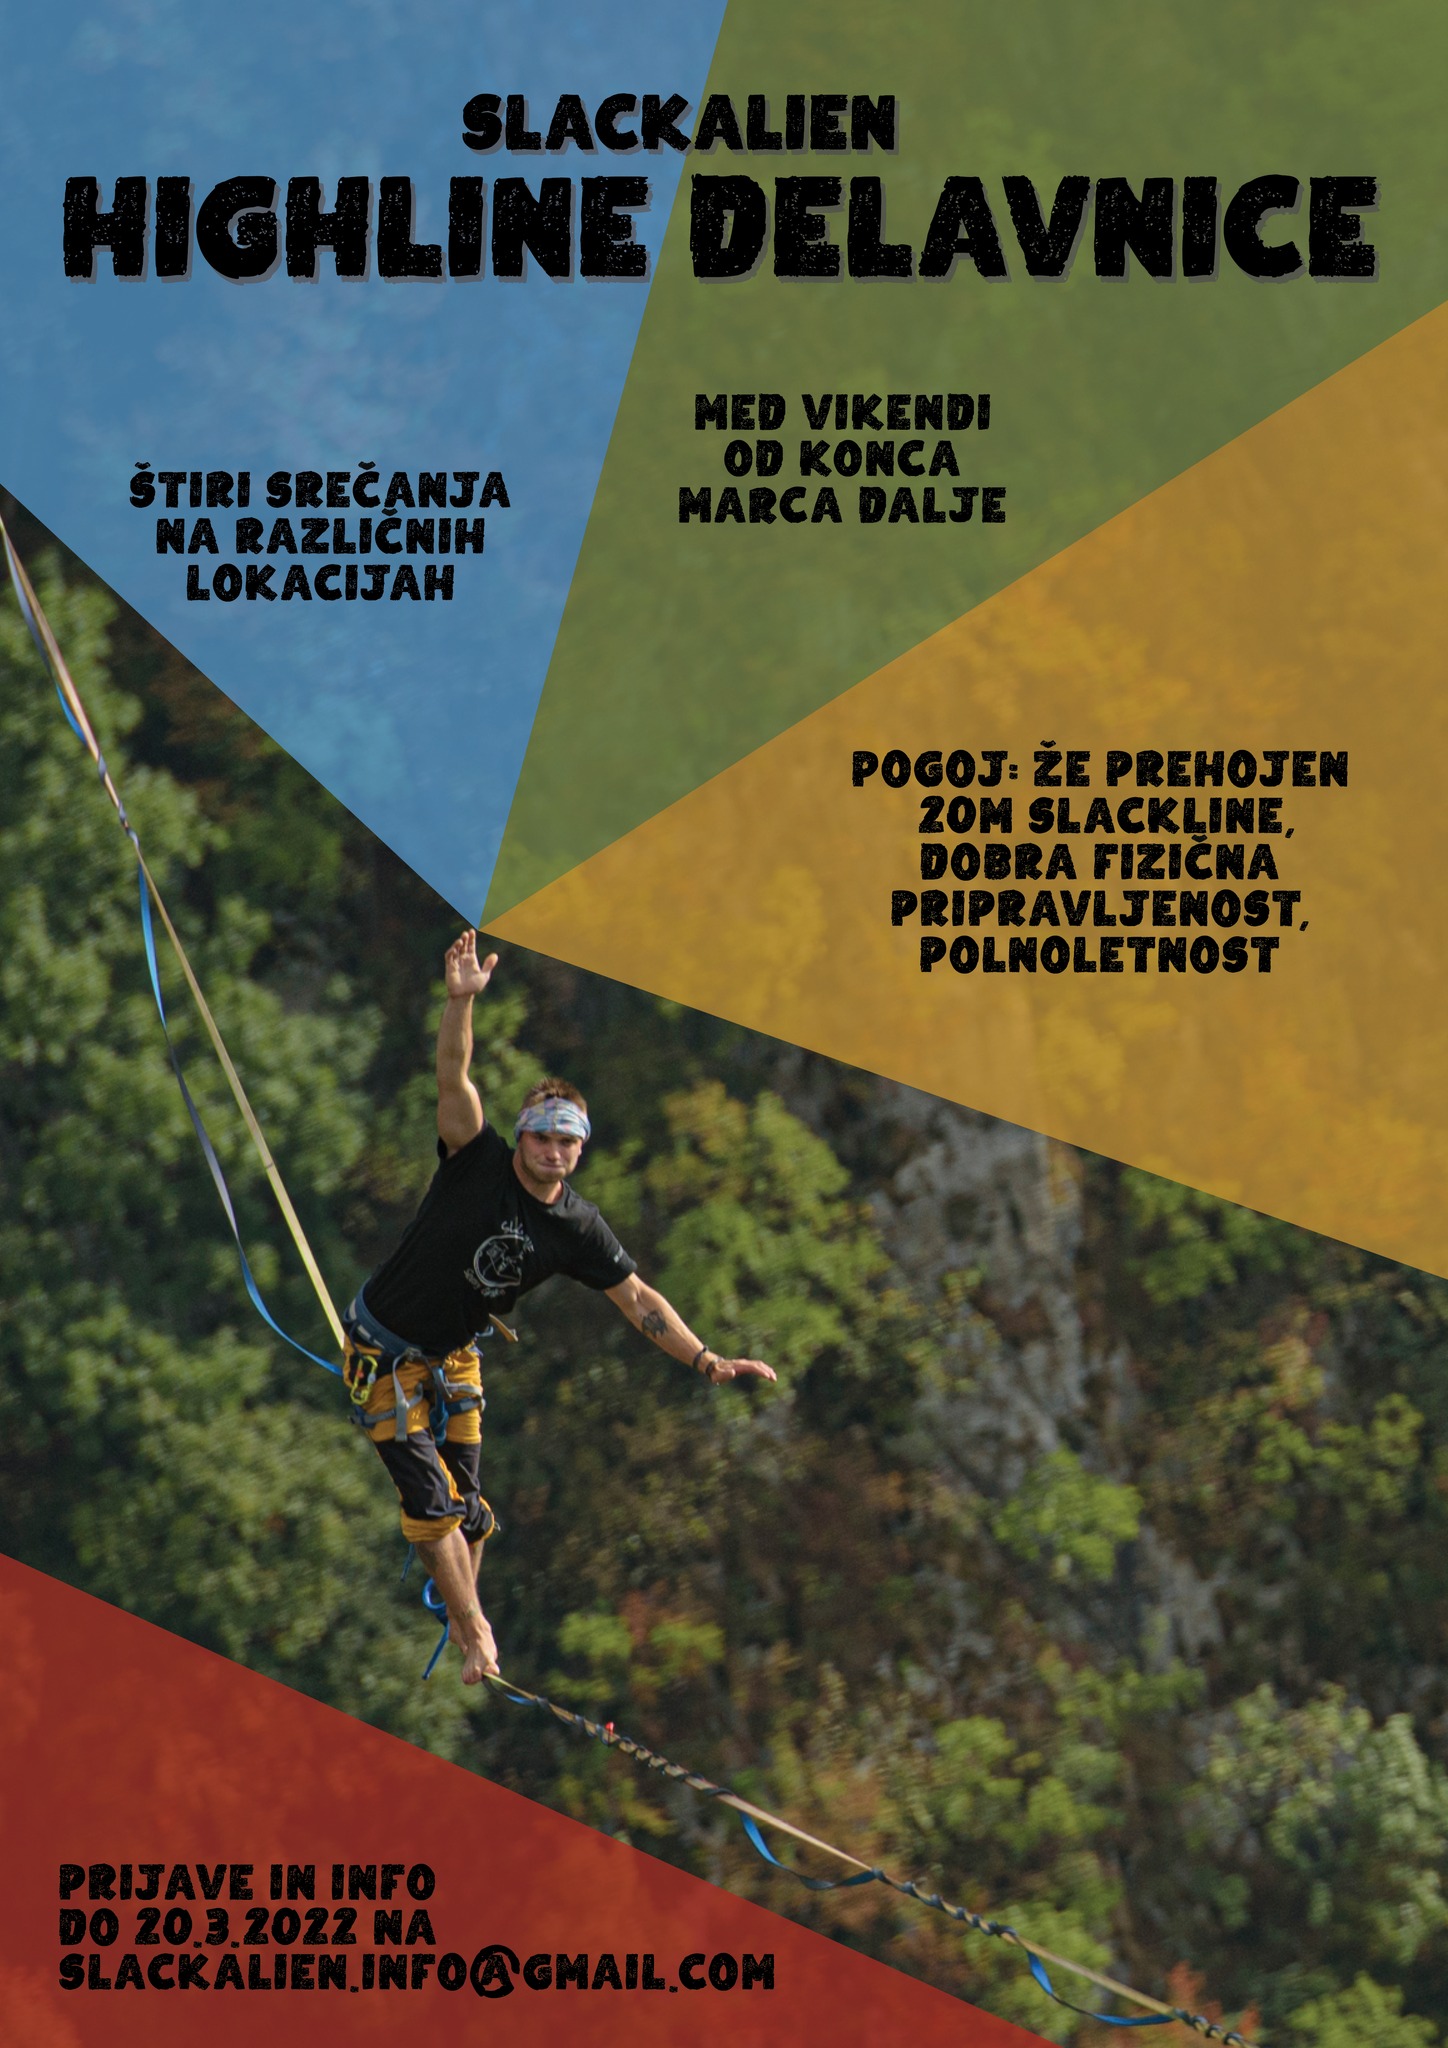 SLACKALIEN
HIGHLINE DELAVNICE
MED VIKENDI
OD KONCA
MARCA DALJE
ŠTIRI SREČANJA
NA RAZLIČNIH
LOKACIJAH
POGOJ: ŽE PREHOJEN
20M SLACKLINE,
DOBRA FIZIČNA
PRIPRAVLJENOST,
POLNOLETNOST
PRIJAVE IN INFO
DO 20.3.2022 NA
SLACKALIEN.INFO@GMAIL.COM